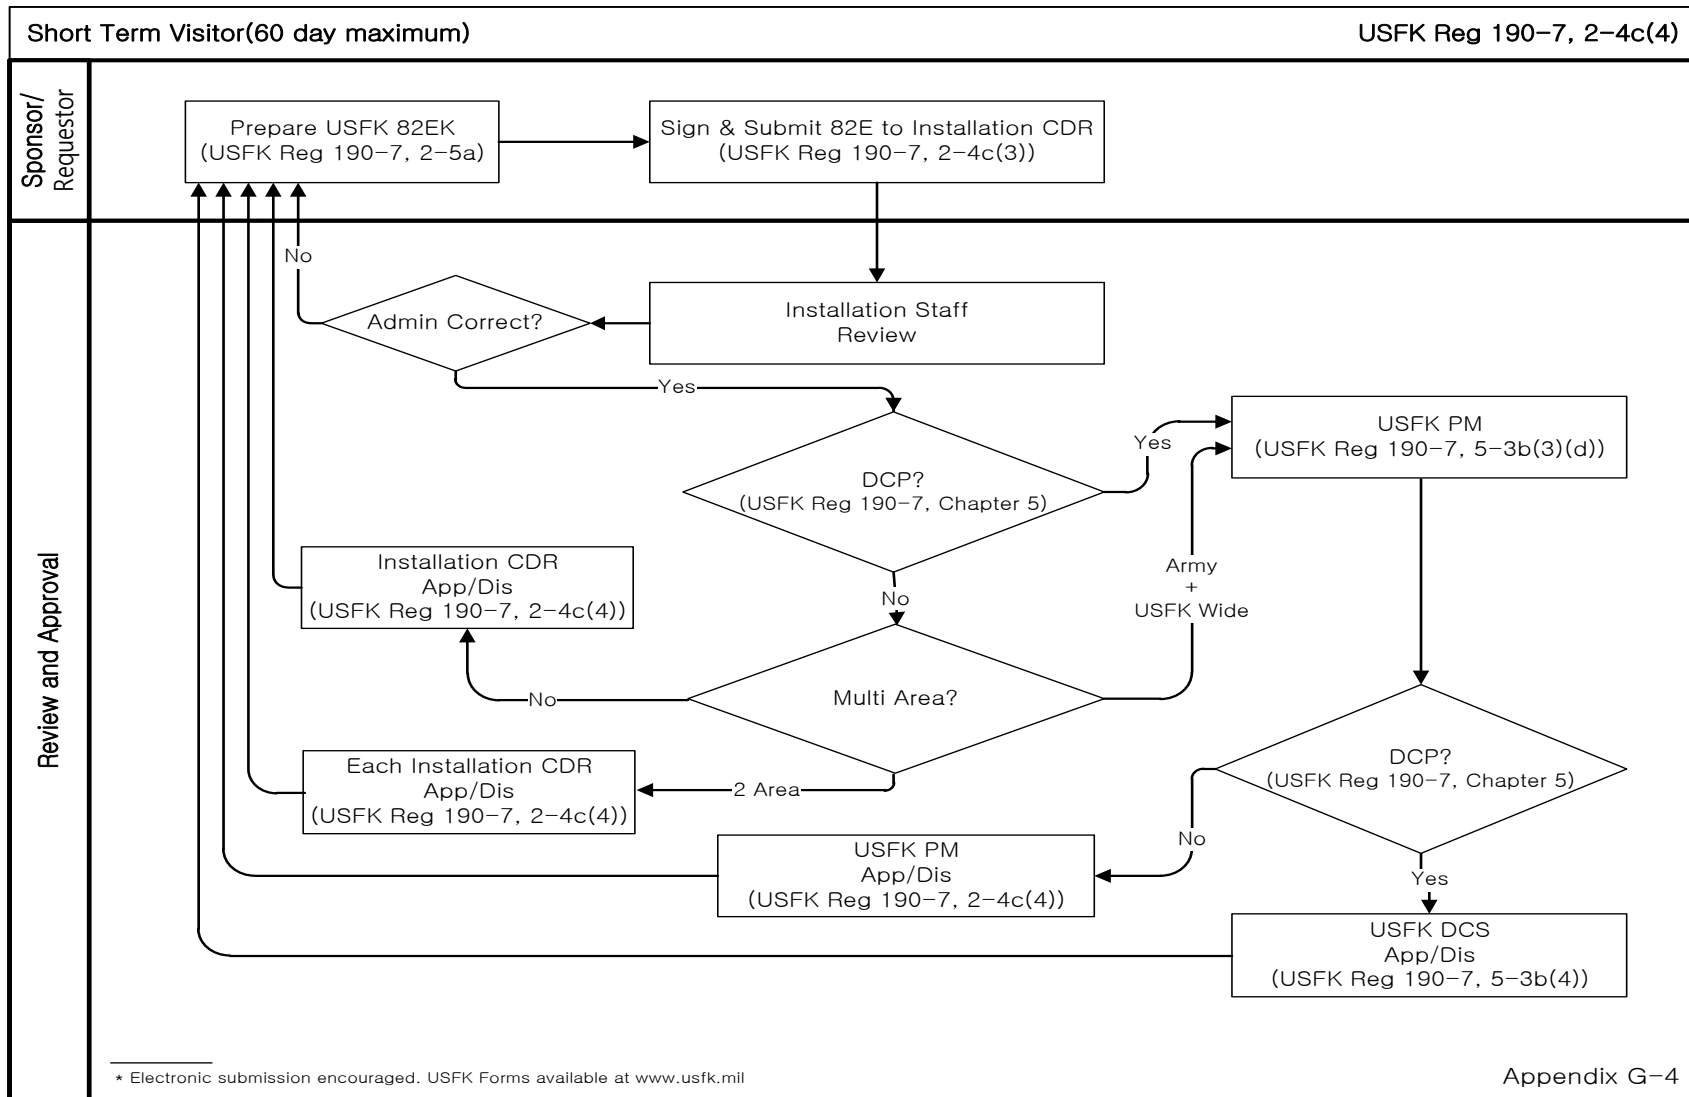 Short Term Visitor(60 day maximum)
USFK Reg 190-7, 2-4c(4)
Sponsor/
Requestor
Prepare USFK 82EK
(USFK Reg 190-7, 2-5a)
Sign & Submit 82E to Installation CDR
(USFK Reg 190-7, 2-4c(3))
Review and Approval
No
Admin Correct?
Installation Staff
Review
Yes
DCP?
(USFK Reg 190-7, Chapter 5)
Yes
USFK PM
(USFK Reg 190-7, 5-3b(3)(d))
Army
+
USFK Wide
No
Installation CDR
App/Dis
(USFK Reg 190-7, 2-4c(4))
No
Multi Area?
Each Installation CDR
App/Dis
(USFK Reg 190-7, 2-4c(4))
2 Area
DCP?
(USFK Reg 190-7, Chapter 5)
No
USFK PM
App/Dis
(USFK Reg 190-7, 2-4c(4))
Yes
USFK DCS
App/Dis
(USFK Reg 190-7, 5-3b(4))
* Electronic submission encouraged. USFK Forms available at www.usfk.mil
Appendix G-4